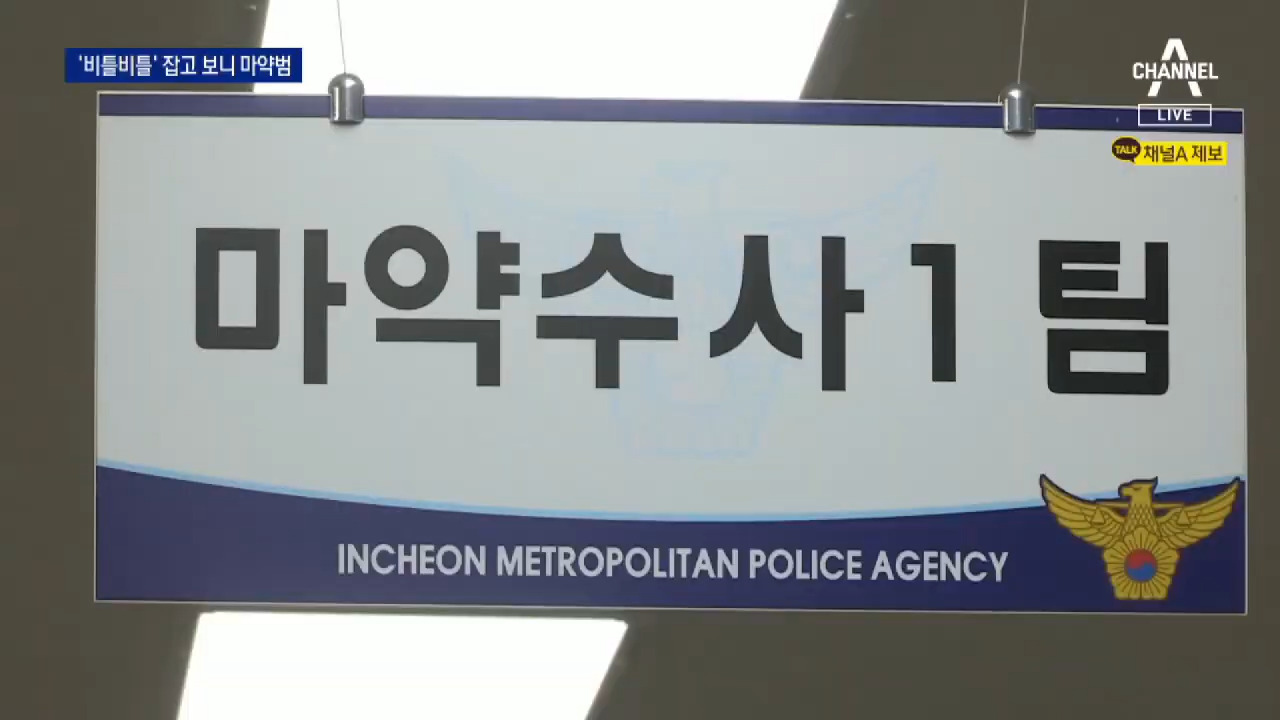 '비틀비틀' 잡고 보니 마약범
CHANNEL A
LIVE
TALK 채널A 제보
마약수사1팀
INCHEON METROPOLITAN POLICE AGENCY